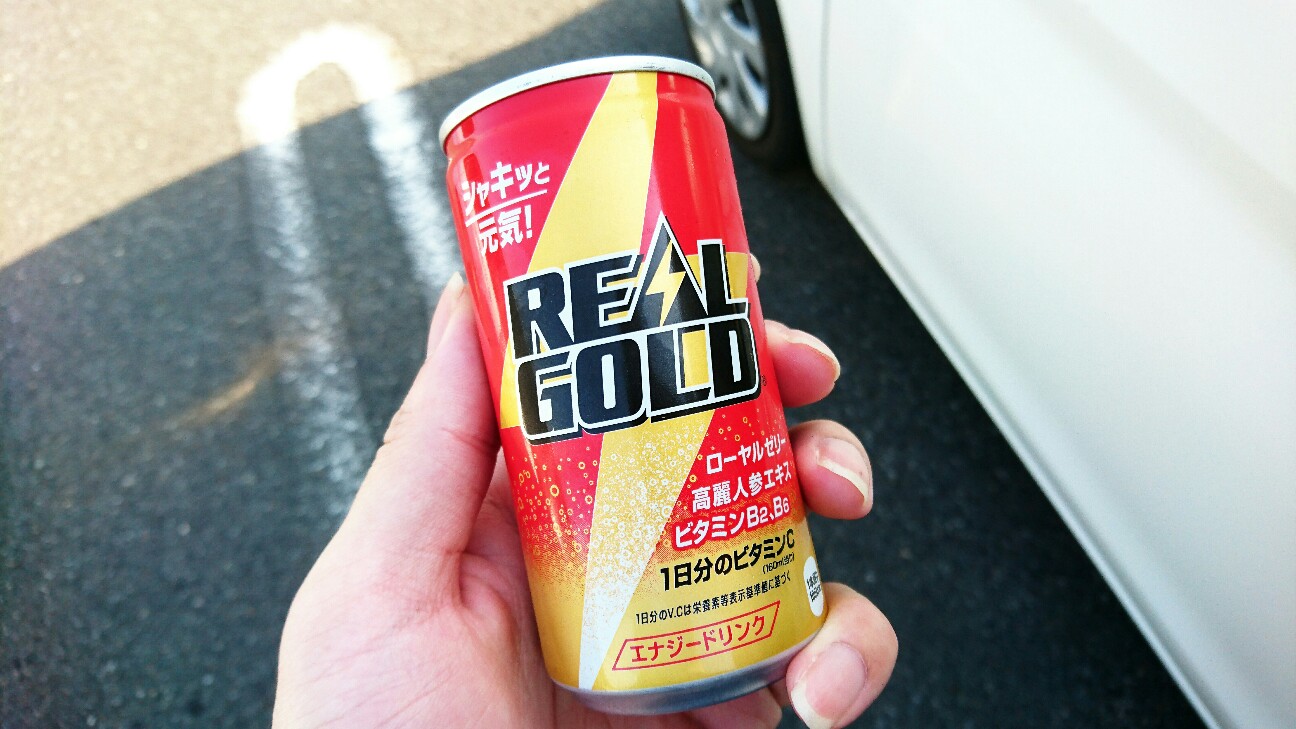 シャキッと
元気!
REAL
GOLD
ローヤルゼリー
高麗人参エキス
ビタミンB2、B6
1日分のビタミンC
(160ml当り)
1日分のV.Cは栄養素等表示基準値に基づく
エナジードリンク